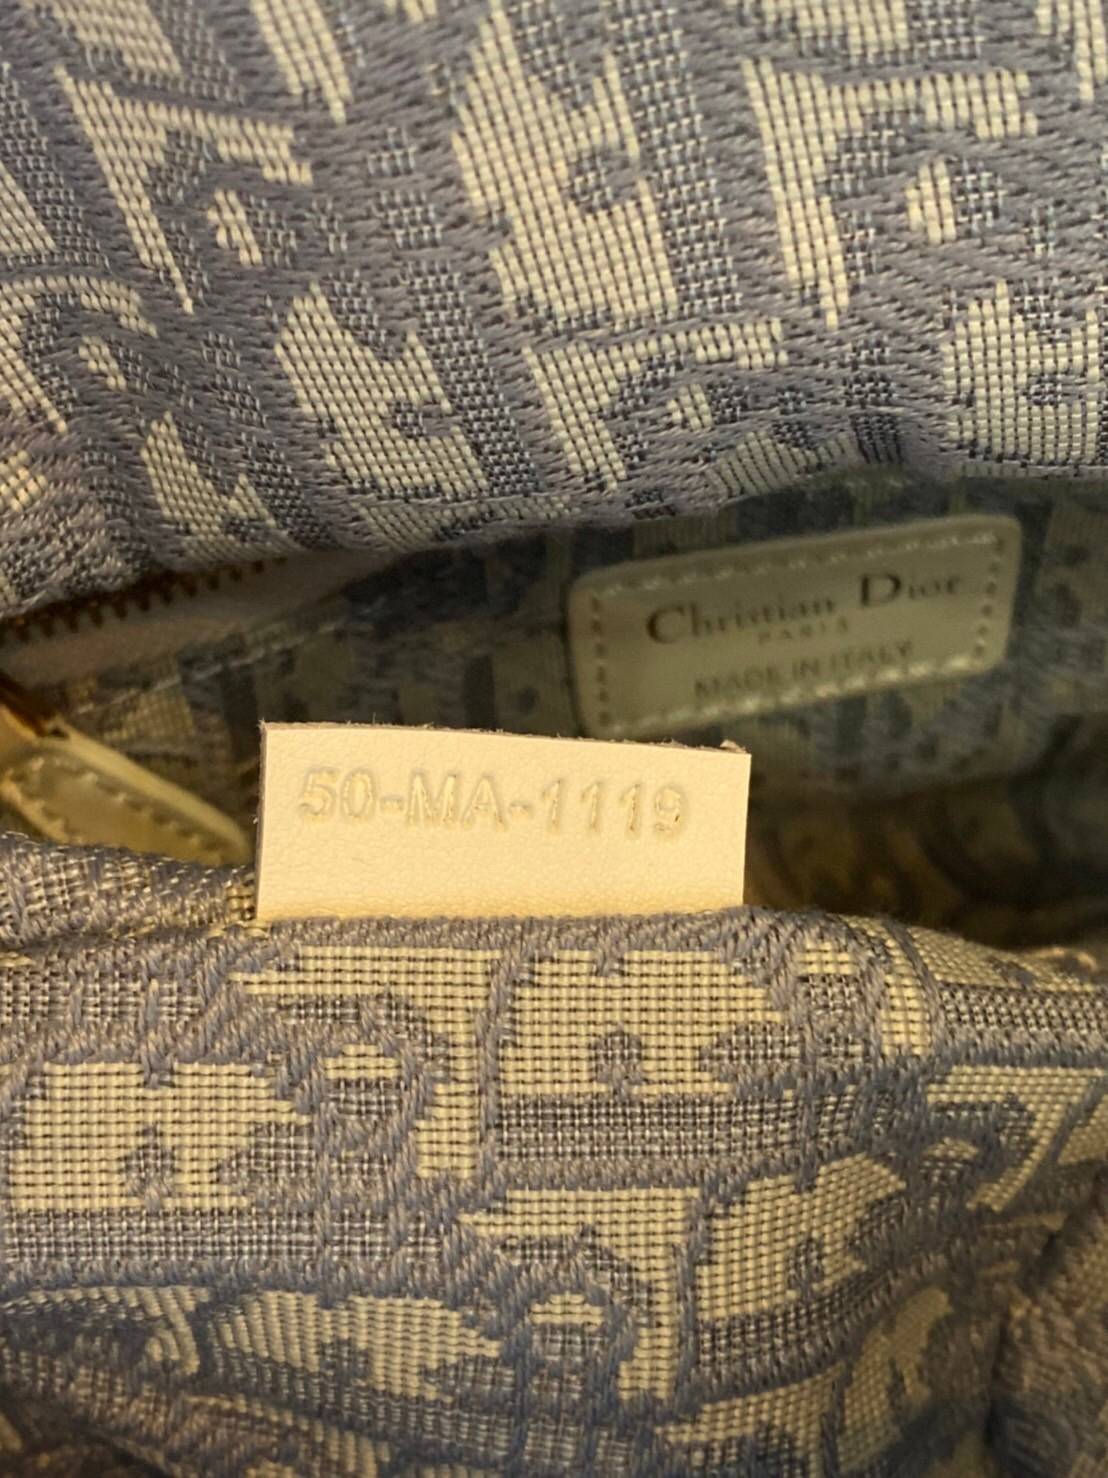 Christian Dior
PARIS
MADE IN ITALY
50-MA-1119